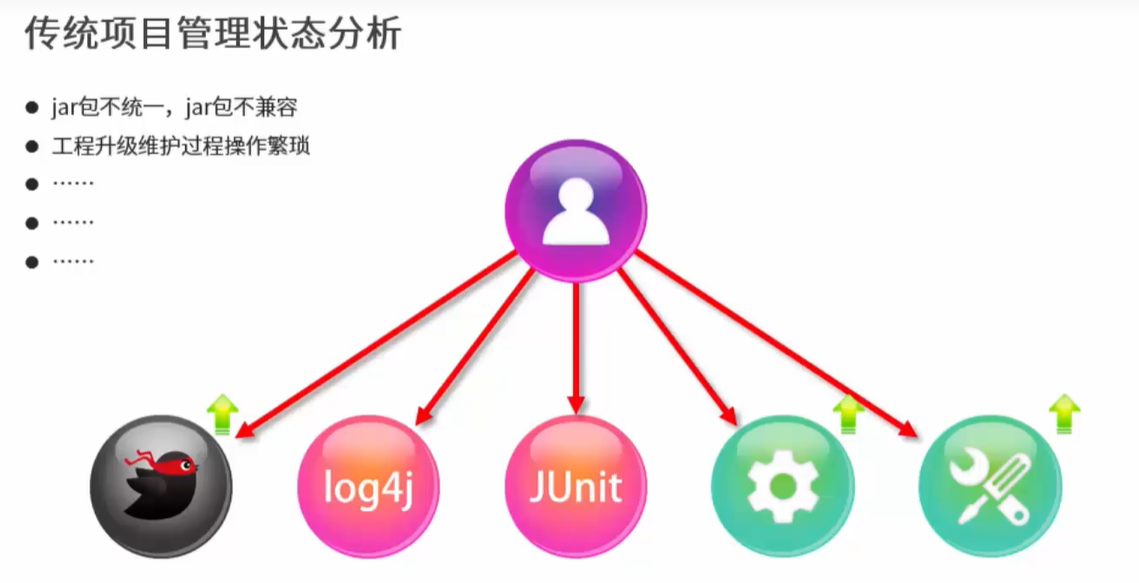 传统项目管理状态分析
● jar包不统一，jar包不兼容
● 工程升级维护过程操作繁琐
● ……
● ……
● ……
log4j
JUnit